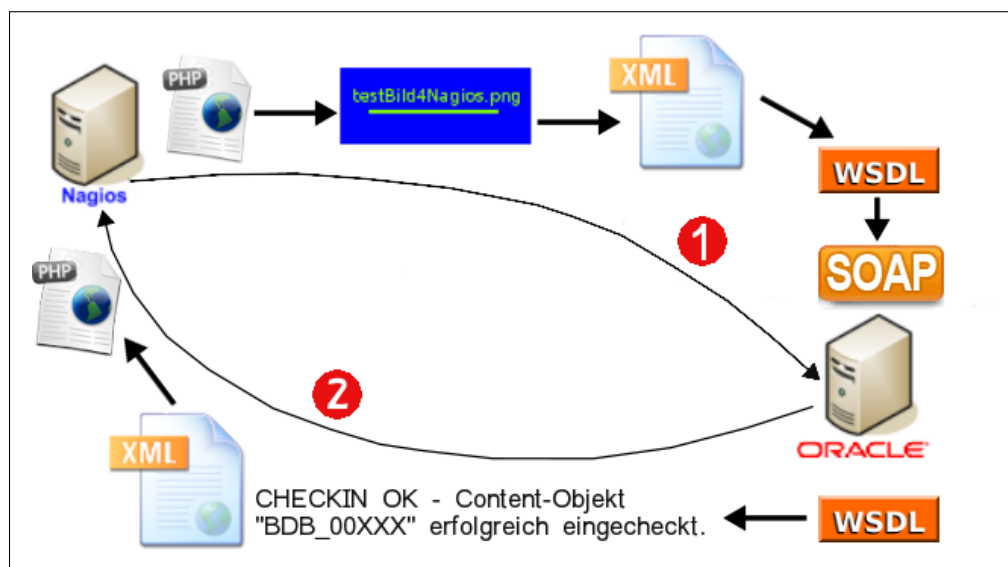 PHP
testBild4Nagios.png
XML
WSDL
Nagios
1
SOAP
PHP
2
ORACLE
XML
CHECKIN OK - Content-Objekt
"BDB_00XXX" erfolgreich eingecheckt.
WSDL